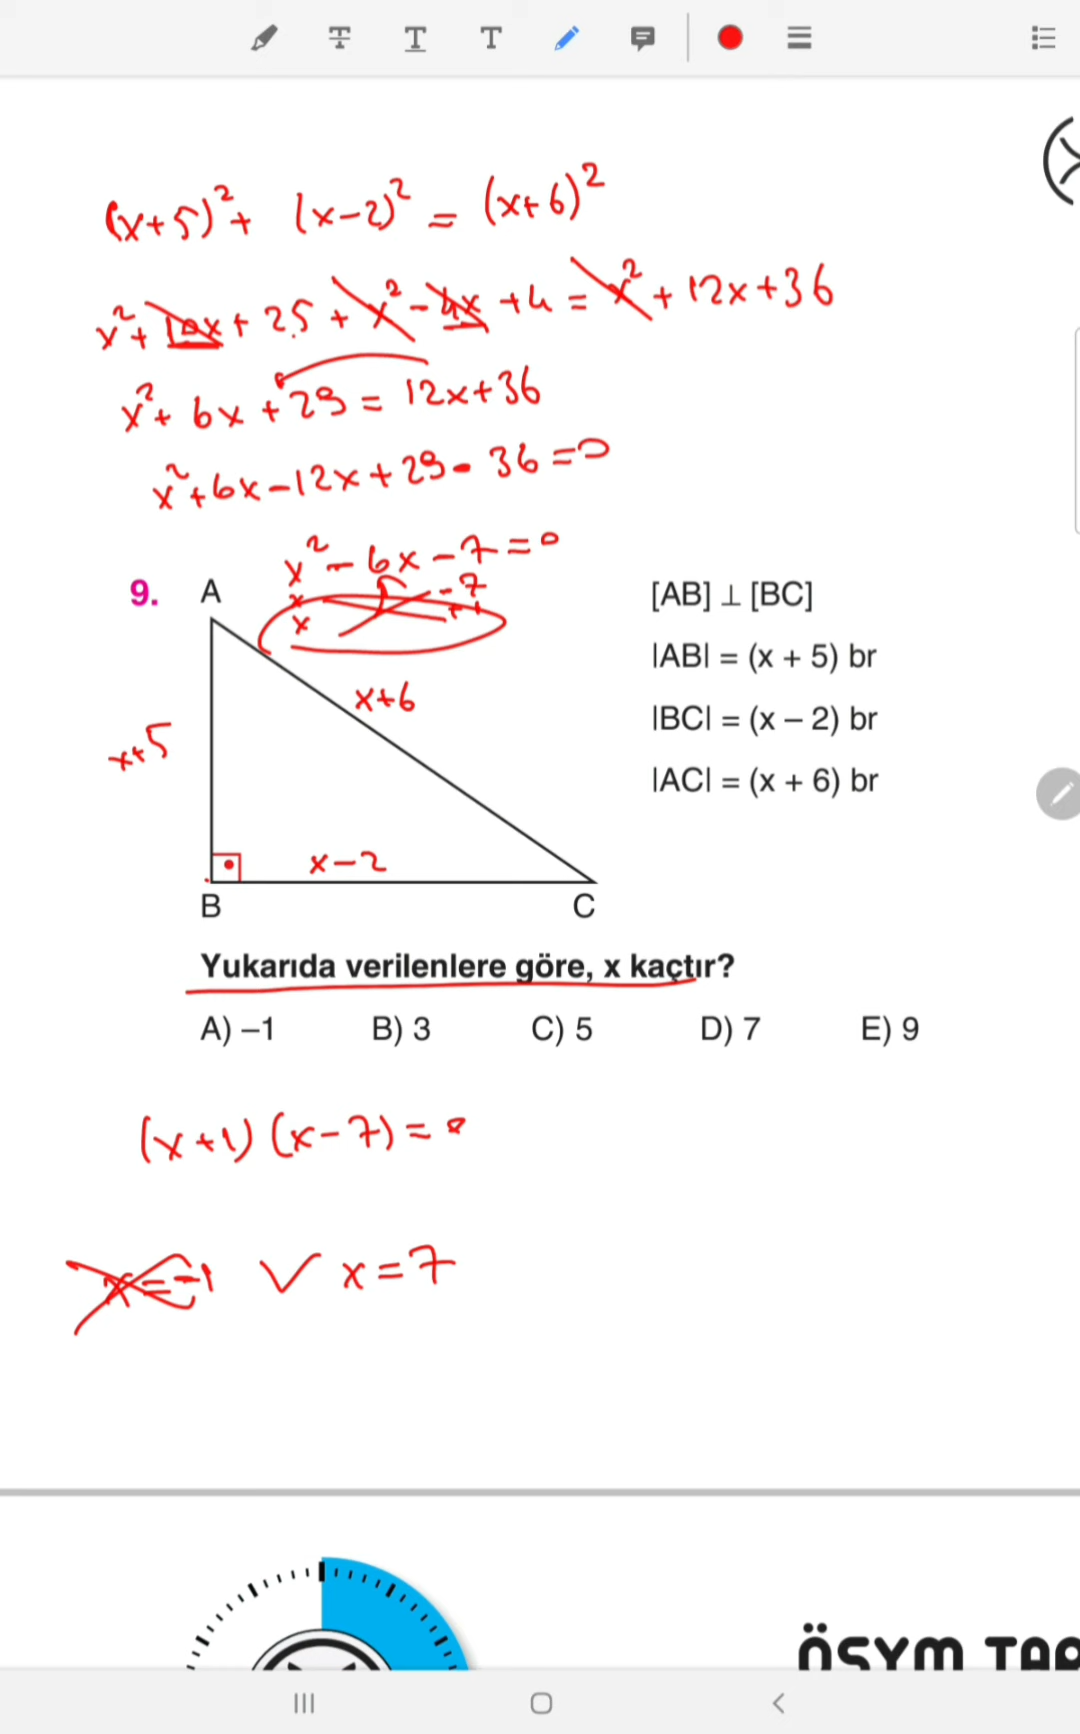 (x+5)²+ (x-2)² = (x+6)²
x²+10x+25+x²-4x+4=x²+12x+36
x²+6x+29=12x+36
x²+6x-12x+29-36=0
x²-6x-7=0
x -7
x +1
9. A
[AB] ⊥ [BC]
|AB| = (x + 5) br
x+6
|BC| = (x – 2) br
x+5
|AC| = (x + 6) br
x-2
B C
Yukarıda verilenlere göre, x kaçtır?
A) –1 B) 3 C) 5 D) 7 E) 9
(x+1) (x-7)=0
x=-1 ✓ x=7
ÖSYM TAR